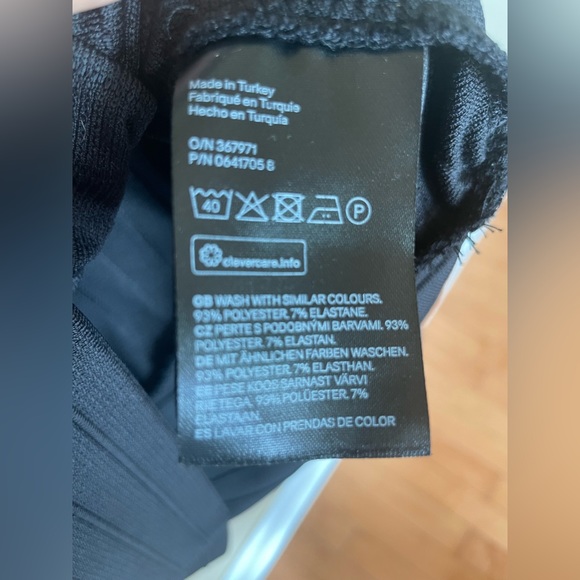 Made in Turkey
Fabriqué en Turquie
Hecho en Turquía
O/N 367971
P/N 0641705 8
40
P
clevercare.info
GB WASH WITH SIMILAR COLOURS.
93% POLYESTER. 7% ELASTANE.
CZ PERTE S PODOBNÝMI BARVAMI. 93%
POLYESTER. 7% ELASTAN.
DE MIT ÄHNLICHEN FARBEN WASCHEN.
93% POLYESTER. 7% ELASTHAN.
EE PESE KOOS SARNAST VÄRVI
RIIETEGA. 93% POLÜESTER. 7%
ELASTAAN.
ES LAVAR CON PRENDAS DE COLOR